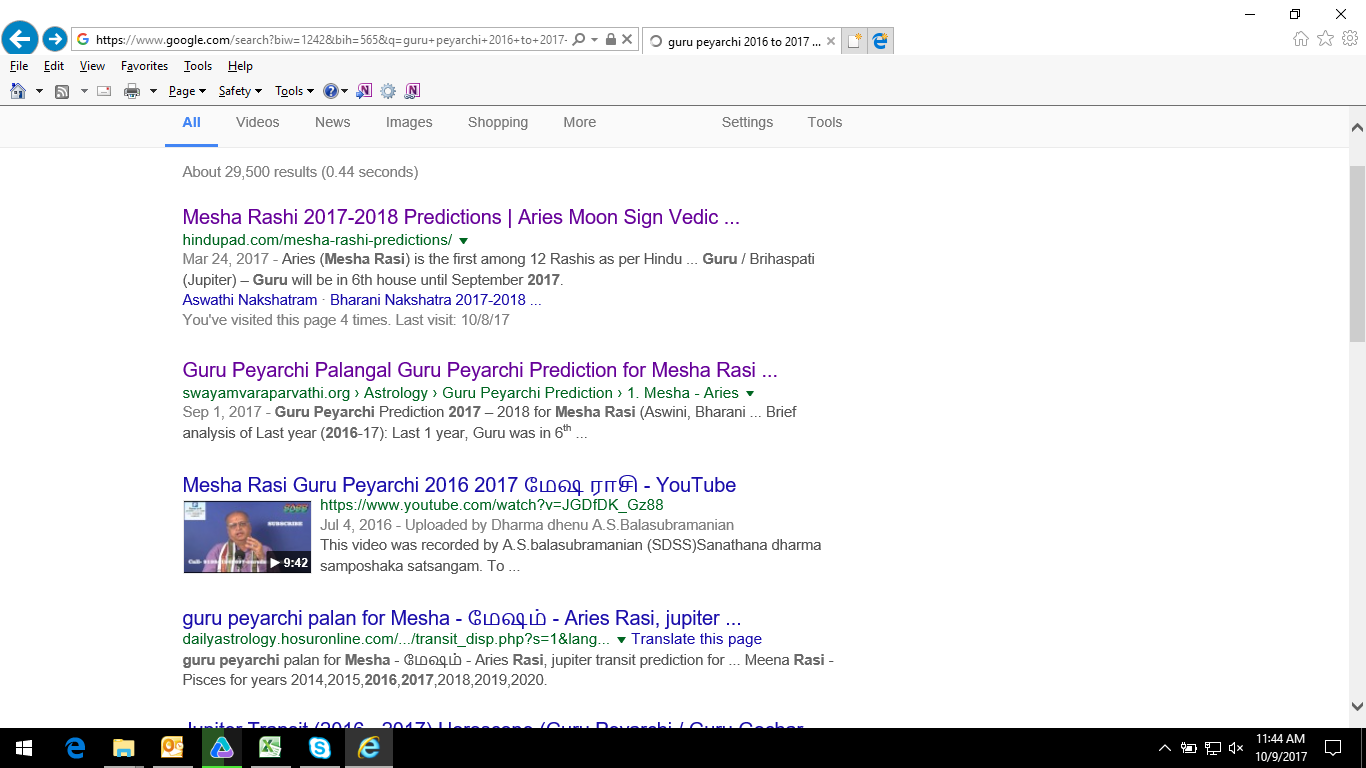 https://www.google.com/search?biw=1242&bih=565&q=guru+peyarchi+2016+to+2017-
guru peyarchi 2016 to 2017 ...
File Edit View Favorites Tools Help
Page Safety Tools
All Videos News Images Shopping More Settings Tools
About 29,500 results (0.44 seconds)
Mesha Rashi 2017-2018 Predictions | Aries Moon Sign Vedic ...
hindupad.com/mesha-rashi-predictions/
Mar 24, 2017 - Aries (Mesha Rasi) is the first among 12 Rashis as per Hindu ... Guru / Brihaspati
(Jupiter) – Guru will be in 6th house until September 2017.
Aswathi Nakshatram · Bharani Nakshatra 2017-2018 ...
You've visited this page 4 times. Last visit: 10/8/17
Guru Peyarchi Palangal Guru Peyarchi Prediction for Mesha Rasi ...
swayamvaraparvathi.org › Astrology › Guru Peyarchi Prediction › 1. Mesha - Aries
Sep 1, 2017 - Guru Peyarchi Prediction 2017 – 2018 for Mesha Rasi (Aswini, Bharani ... Brief
analysis of Last year (2016-17): Last 1 year, Guru was in 6th ...
Mesha Rasi Guru Peyarchi 2016 2017 மேஷ ராசி - YouTube
https://www.youtube.com/watch?v=JGDfDK_Gz88
Jul 4, 2016 - Uploaded by Dharma dhenu A.S.Balasubramanian
SUBSCRIBE
9:42
This video was recorded by A.S.balasubramanian (SDSS)Sanathana dharma
samposhaka satsangam. To ...
guru peyarchi palan for Mesha - மேஷம் - Aries Rasi, jupiter ...
dailyastrology.hosuronline.com/.../transit_disp.php?s=1&lang... Translate this page
guru peyarchi palan for Mesha - மேஷம் - Aries Rasi, jupiter transit prediction for ... Meena Rasi -
Pisces for years 2014,2015,2016,2017,2018,2019,2020.
Jupiter Transit (2016 - 2017) Horoscope (Guru Peyarchi / Guru Gochar
11:44 AM
10/9/2017